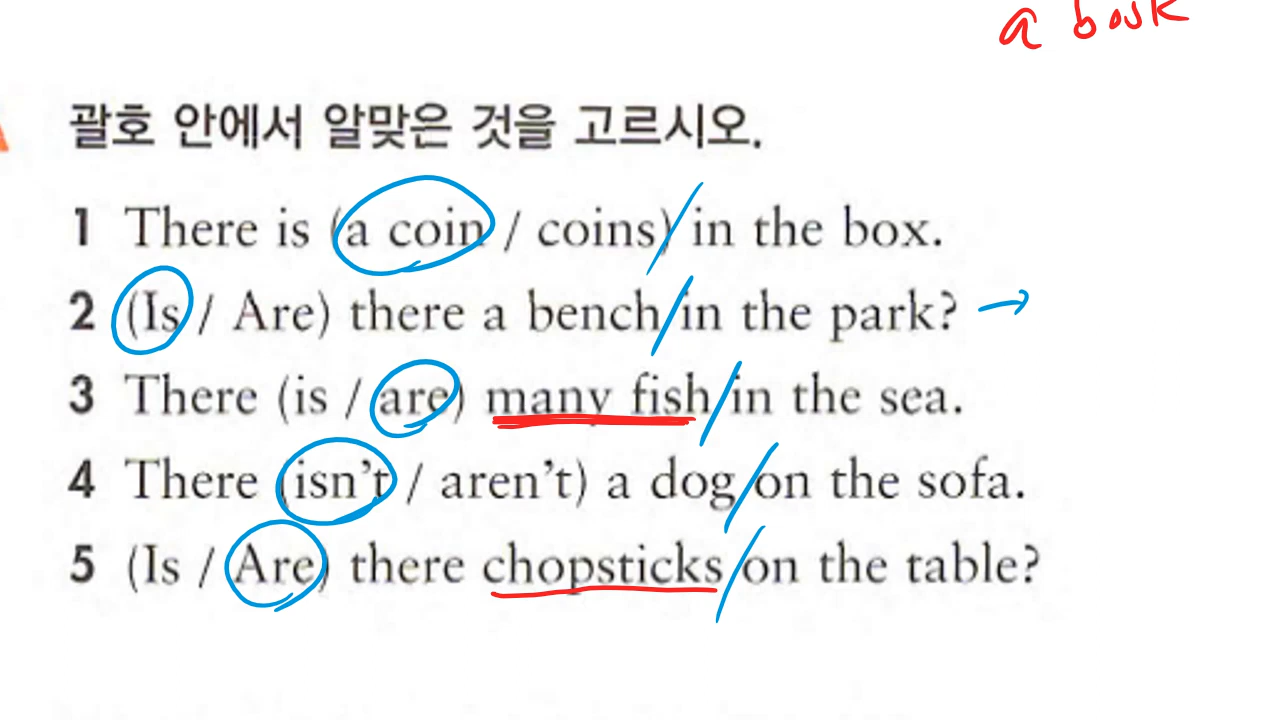 a book
괄호 안에서 알맞은 것을 고르시오.
1 There is (a coin / coins) in the box.
2 (Is / Are) there a bench in the park? →
3 There (is / are) many fish in the sea.
4 There (isn't / aren't) a dog on the sofa.
5 (Is / Are) there chopsticks on the table?